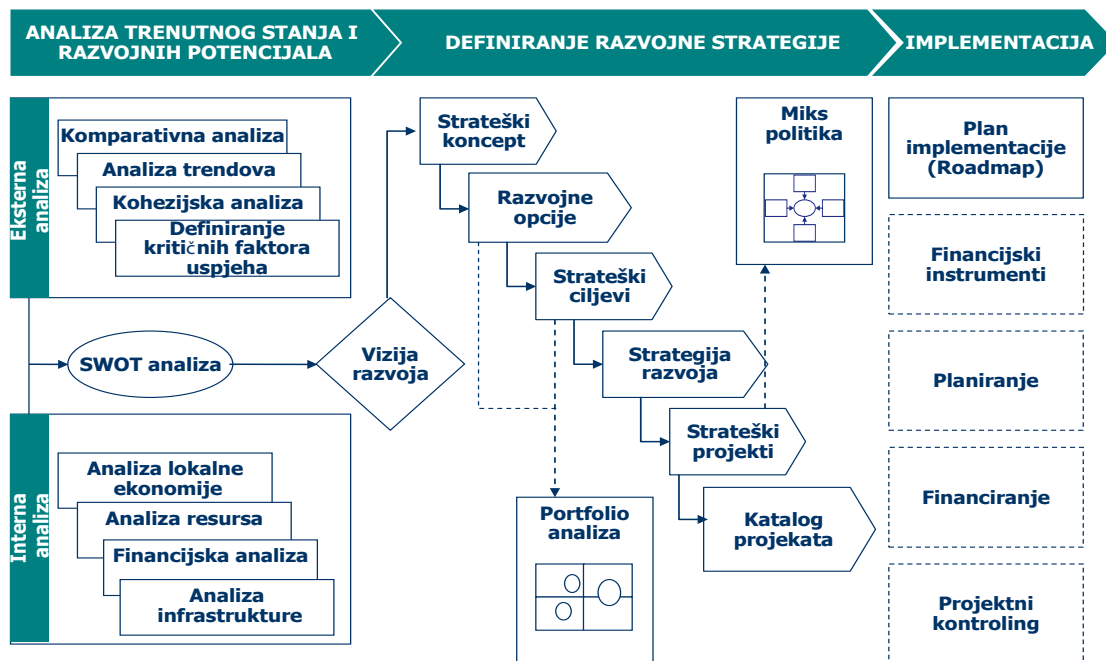 ANALIZA TRENUTNOG STANJA I
RAZVOJNIH POTENCIJALA
DEFINIRANJE RAZVOJNE STRATEGIJE
IMPLEMENTACIJA
Eksterna
analiza
Komparativna analiza
Analiza trendova
Kohezijska analiza
Definiranje
kritičnih faktora
uspjeha
SWOT analiza
Vizija
razvoja
Interna
analiza
Analiza lokalne
ekonomije
Analiza resursa
Financijska analiza
Analiza
infrastrukture
Strateški
koncept
Razvojne
opcije
Strateški
ciljevi
Strategija
razvoja
Strateški
projekti
Katalog
projekata
Portfolio
analiza
Miks
politika
Plan
implementacije
(Roadmap)
Financijski
instrumenti
Planiranje
Financiranje
Projektni
kontroling